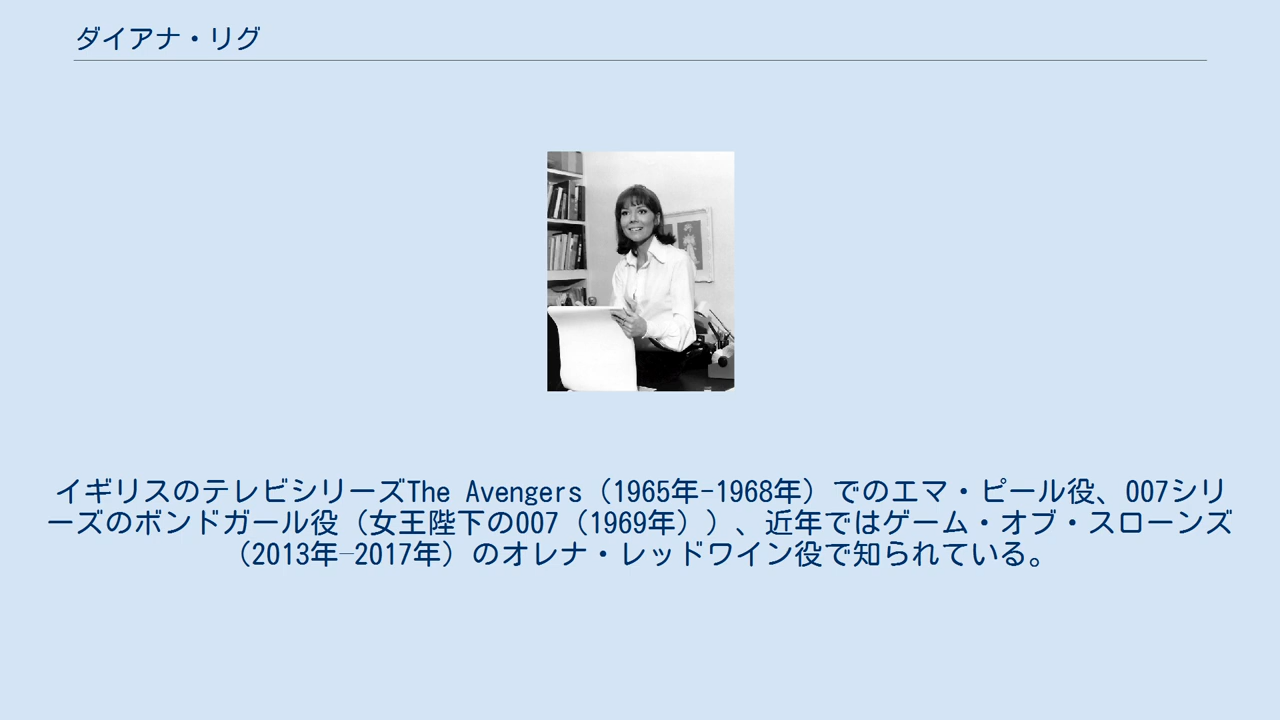 ダイアナ・リグ
イギリスのテレビシリーズThe Avengers（1965年-1968年）でのエマ・ピール役、007シリ
ーズのボンドガール役（女王陛下の007（1969年））、近年ではゲーム・オブ・スローンズ
（2013年–2017年）のオレナ・レッドワイン役で知られている。